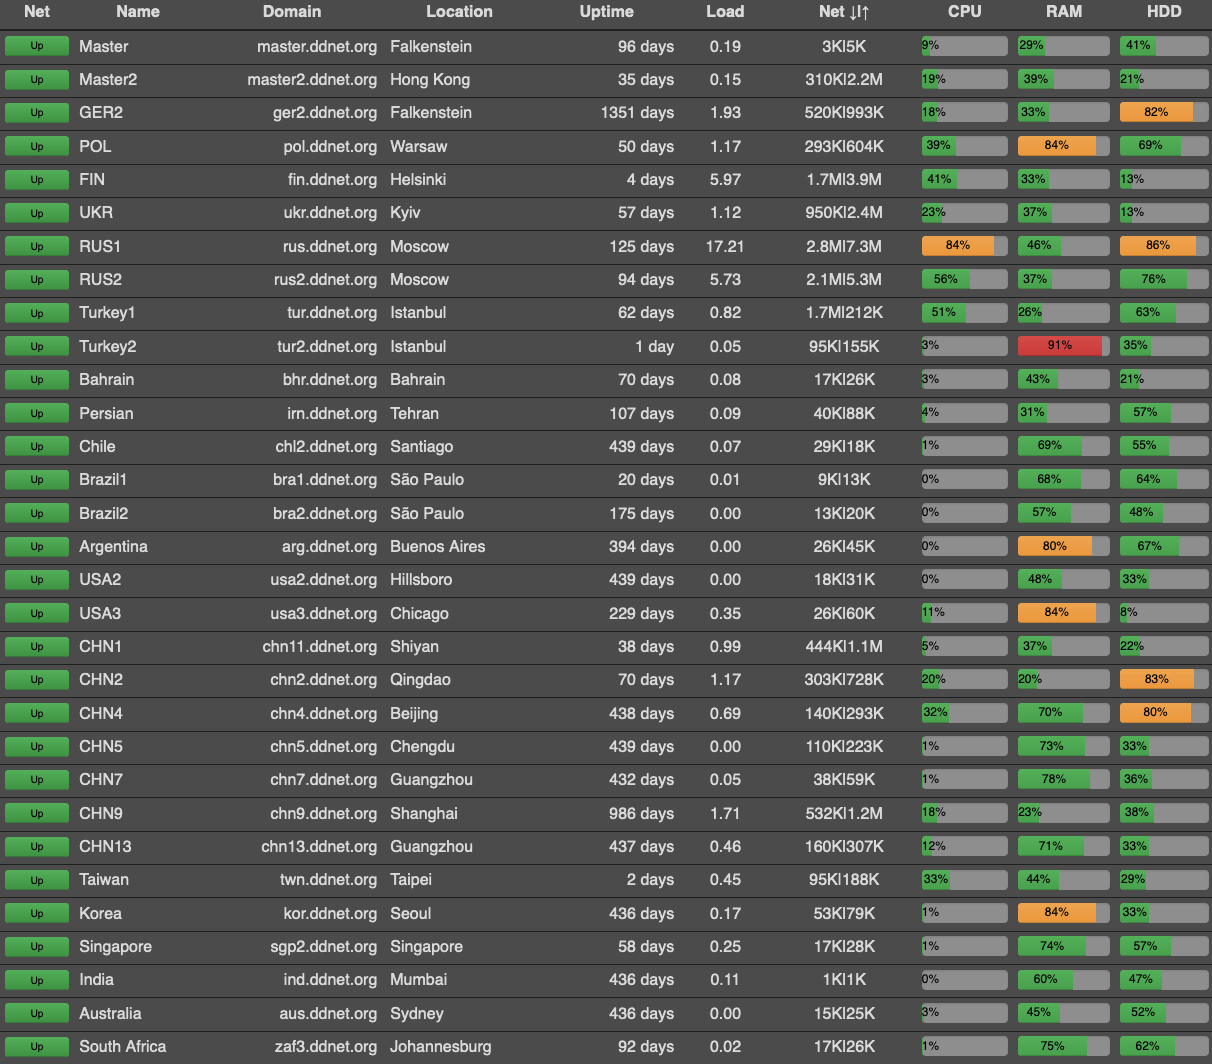 Net Name Domain Location Uptime Load Net ↓|↑ CPU RAM HDD
Up Master master.ddnet.org Falkenstein 96 days 0.19 3K|5K 9% 29% 41%
Up Master2 master2.ddnet.org Hong Kong 35 days 0.15 310K|2.2M 19% 39% 21%
Up GER2 ger2.ddnet.org Falkenstein 1351 days 1.93 520K|993K 18% 33% 82%
Up POL pol.ddnet.org Warsaw 50 days 1.17 293K|604K 39% 84% 69%
Up FIN fin.ddnet.org Helsinki 4 days 5.97 1.7M|3.9M 41% 33% 13%
Up UKR ukr.ddnet.org Kyiv 57 days 1.12 950K|2.4M 23% 37% 13%
Up RUS1 rus.ddnet.org Moscow 125 days 17.21 2.8M|7.3M 84% 46% 86%
Up RUS2 rus2.ddnet.org Moscow 94 days 5.73 2.1M|5.3M 56% 37% 76%
Up Turkey1 tur.ddnet.org Istanbul 62 days 0.82 1.7M|212K 51% 26% 63%
Up Turkey2 tur2.ddnet.org Istanbul 1 day 0.05 95K|155K 3% 91% 35%
Up Bahrain bhr.ddnet.org Bahrain 70 days 0.08 17K|26K 3% 43% 21%
Up Persian irn.ddnet.org Tehran 107 days 0.09 40K|88K 4% 31% 57%
Up Chile chl2.ddnet.org Santiago 439 days 0.07 29K|18K 1% 69% 55%
Up Brazil1 bra1.ddnet.org São Paulo 20 days 0.01 9K|13K 0% 68% 64%
Up Brazil2 bra2.ddnet.org São Paulo 175 days 0.00 13K|20K 0% 57% 48%
Up Argentina arg.ddnet.org Buenos Aires 394 days 0.00 26K|45K 0% 80% 67%
Up USA2 usa2.ddnet.org Hillsboro 439 days 0.00 18K|31K 0% 48% 33%
Up USA3 usa3.ddnet.org Chicago 229 days 0.35 26K|60K 11% 84% 8%
Up CHN1 chn11.ddnet.org Shiyan 38 days 0.99 444K|1.1M 5% 37% 22%
Up CHN2 chn2.ddnet.org Qingdao 70 days 1.17 303K|728K 20% 20% 83%
Up CHN4 chn4.ddnet.org Beijing 438 days 0.69 140K|293K 32% 70% 80%
Up CHN5 chn5.ddnet.org Chengdu 439 days 0.00 110K|223K 1% 73% 33%
Up CHN7 chn7.ddnet.org Guangzhou 432 days 0.05 38K|59K 1% 78% 36%
Up CHN9 chn9.ddnet.org Shanghai 986 days 1.71 532K|1.2M 18% 23% 38%
Up CHN13 chn13.ddnet.org Guangzhou 437 days 0.46 160K|307K 12% 71% 33%
Up Taiwan twn.ddnet.org Taipei 2 days 0.45 95K|188K 33% 44% 29%
Up Korea kor.ddnet.org Seoul 436 days 0.17 53K|79K 1% 84% 33%
Up Singapore sgp2.ddnet.org Singapore 58 days 0.25 17K|28K 1% 74% 57%
Up India ind.ddnet.org Mumbai 436 days 0.11 1K|1K 0% 60% 47%
Up Australia aus.ddnet.org Sydney 436 days 0.00 15K|25K 3% 45% 52%
Up South Africa zaf3.ddnet.org Johannesburg 92 days 0.02 17K|26K 1% 75% 62%